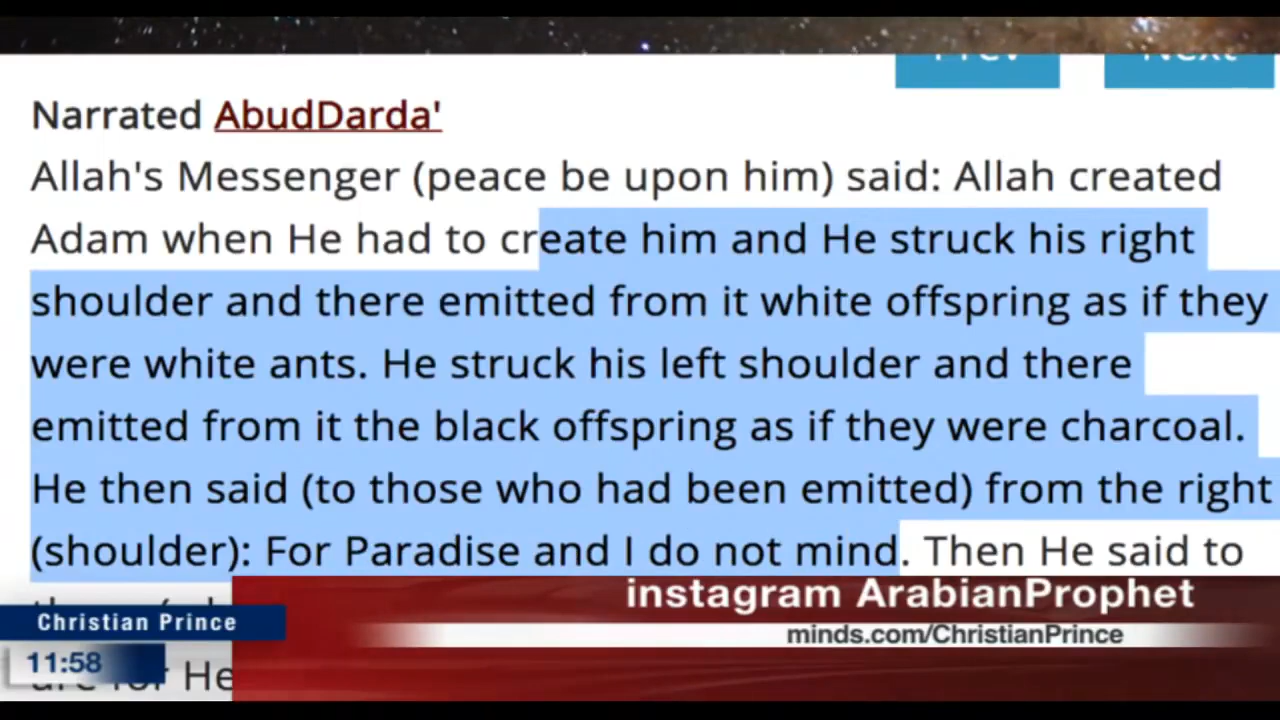 Narrated AbudDarda'
Allah's Messenger (peace be upon him) said: Allah created
Adam when He had to create him and He struck his right
shoulder and there emitted from it white offspring as if they
were white ants. He struck his left shoulder and there
emitted from it the black offspring as if they were charcoal.
He then said (to those who had been emitted) from the right
(shoulder): For Paradise and I do not mind. Then He said to
instagram ArabianProphet
Christian Prince
minds.com/ChristianPrince
11:58
are for He